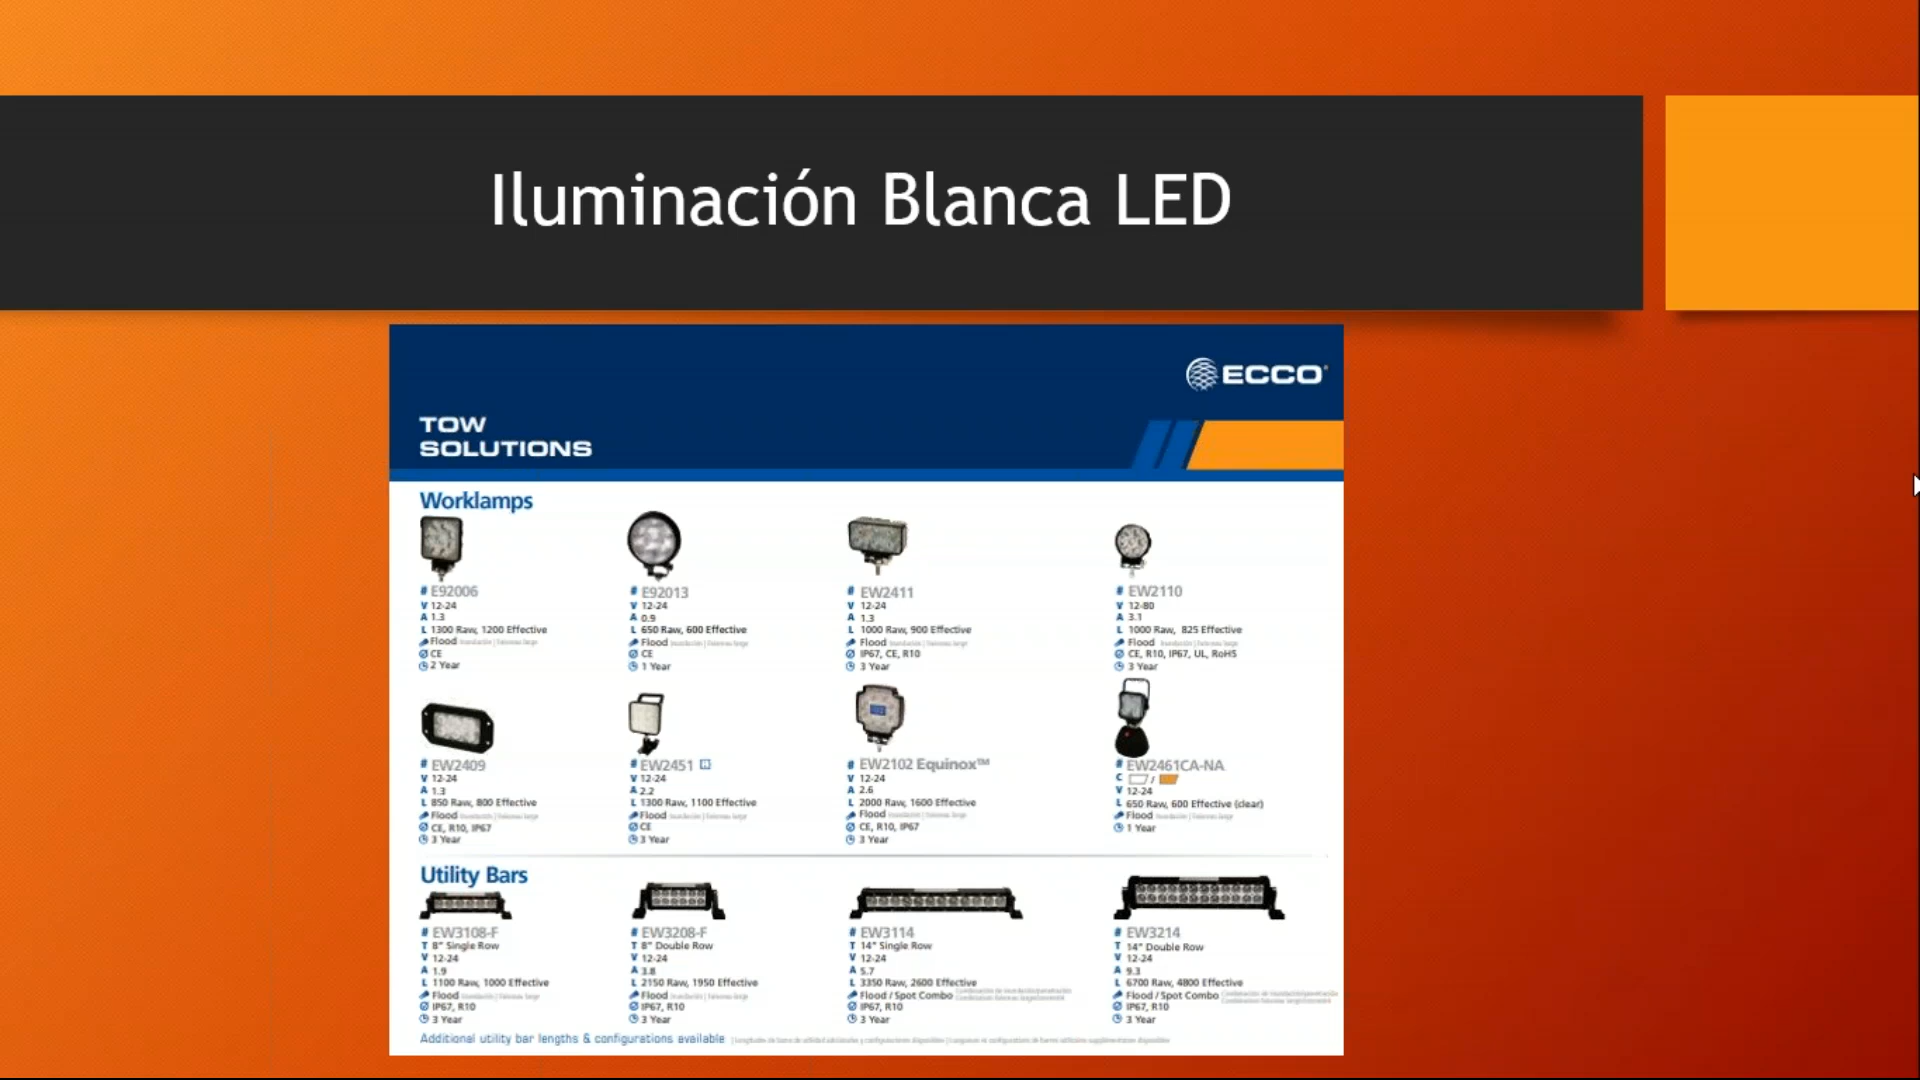 Iluminación Blanca LED
ECCO
TOW
SOLUTIONS
Worklamps
# E92006
V 12-24
A 1.3
L 1300 Raw, 1200 Effective
Flood
CE
2 Year
# E92013
V 12-24
A 0.9
L 650 Raw, 600 Effective
Flood
CE
1 Year
# EW2411
V 12-24
A 1.3
L 1000 Raw, 900 Effective
Flood
IP67, CE, R10
3 Year
# EW2110
V 12-80
A 3.1
L 1000 Raw, 825 Effective
Flood
CE, R10, IP67, UL, RoHS
3 Year
# EW2409
V 12-24
A 1.3
L 850 Raw, 800 Effective
Flood
CE, R10, IP67
3 Year
# EW2451
V 12-24
A 2.2
L 1300 Raw, 1100 Effective
Flood
CE
3 Year
# EW2102 Equinox™
V 12-24
A 2.6
L 2000 Raw, 1600 Effective
Flood
CE, R10, IP67
3 Year
# EW2461CA-NA
C /
V 12-24
L 650 Raw, 600 Effective (clear)
Flood
1 Year
Utility Bars
# EW3108-F
T 8" Single Row
V 12-24
A 1.9
L 1100 Raw, 1000 Effective
Flood
IP67, R10
3 Year
# EW3208-F
T 8" Double Row
V 12-24
A 3.8
L 2150 Raw, 1950 Effective
Flood
IP67, R10
3 Year
# EW3114
T 14" Single Row
V 12-24
A 5.7
L 3350 Raw, 2600 Effective
Flood / Spot Combo
IP67, R10
3 Year
# EW3214
T 14" Double Row
V 12-24
A 9.3
L 6700 Raw, 4800 Effective
Flood / Spot Combo
IP67, R10
3 Year
Additional utility bar lengths & configurations available